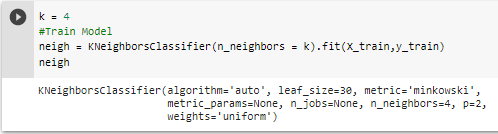 k = 4
#Train Model
neigh = KNeighborsClassifier(n_neighbors = k).fit(X_train,y_train)
neigh
KNeighborsClassifier(algorithm='auto', leaf_size=30, metric='minkowski',
metric_params=None, n_jobs=None, n_neighbors=4, p=2,
weights='uniform')